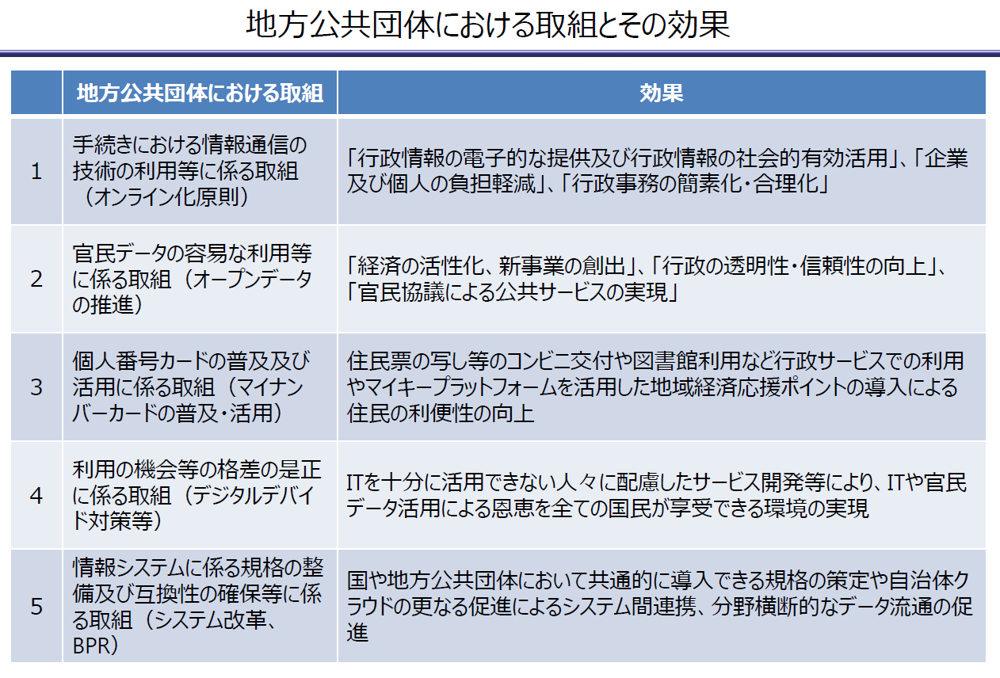 地方公共団体における取組とその効果
地方公共団体における取組
効果
1
手続きにおける情報通信の
技術の利用等に係る取組
（オンライン化原則）
「行政情報の電子的な提供及び行政情報の社会的有効活用」、「企業
及び個人の負担軽減」、「行政事務の簡素化・合理化」
2
官民データの容易な利用等
に係る取組（オープンデータ
の推進）
「経済の活性化、新事業の創出」、「行政の透明性・信頼性の向上」、
「官民協議による公共サービスの実現」
3
個人番号カードの普及及び
活用に係る取組（マイナン
バーカードの普及・活用）
住民票の写し等のコンビニ交付や図書館利用など行政サービスでの利用
やマイキープラットフォームを活用した地域経済応援ポイントの導入による
住民の利便性の向上
4
利用の機会等の格差の是正
に係る取組（デジタルデバイ
ド対策等）
ITを十分に活用できない人々に配慮したサービス開発等により、ITや官民
データ活用による恩恵を全ての国民が享受できる環境の実現
5
情報システムに係る規格の整
備及び互換性の確保等に係
る取組（システム改革、
BPR）
国や地方公共団体において共通的に導入できる規格の策定や自治体ク
ラウドの更なる促進によるシステム間連携、分野横断的なデータ流通の促
進